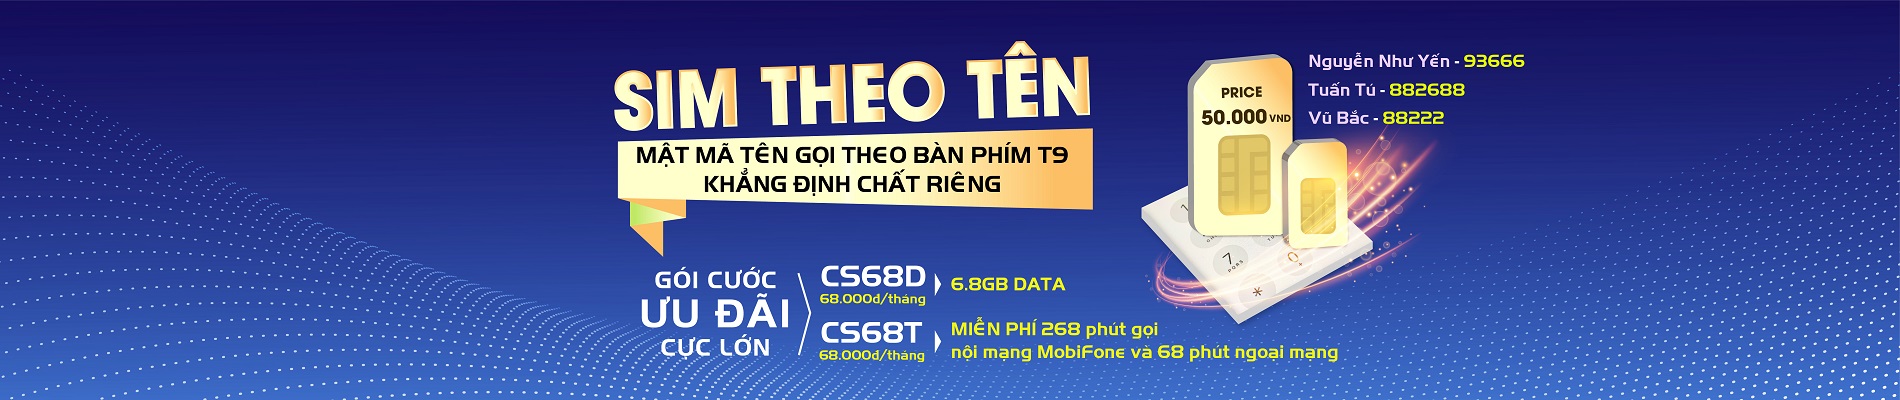 SIM THEO TÊN
MẬT MÃ TÊN GỌI THEO BÀN PHÍM T9
KHẲNG ĐỊNH CHẤT RIÊNG
GÓI CƯỚC
ƯU ĐÃI
CỰC LỚN
CS68D
68.000đ/tháng
6.8GB DATA
CS68T
68.000đ/tháng
MIỄN PHÍ 268 phút gọi
nội mạng MobiFone và 68 phút ngoại mạng
PRICE
50.000 VND
Nguyễn Như Yến - 93666
Tuấn Tú - 882688
Vũ Bắc - 88222
7
PQRS
0
*